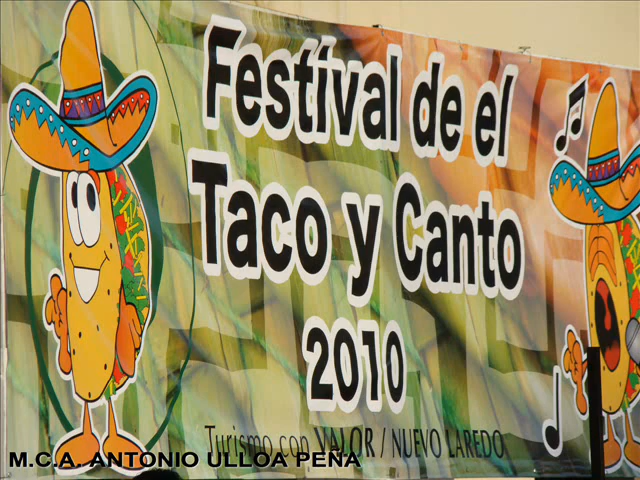 Festival de el
Taco y Canto
2010
Turismo con VALOR / NUEVO LAREDO
M.C.A. ANTONIO ULLOA PEÑA